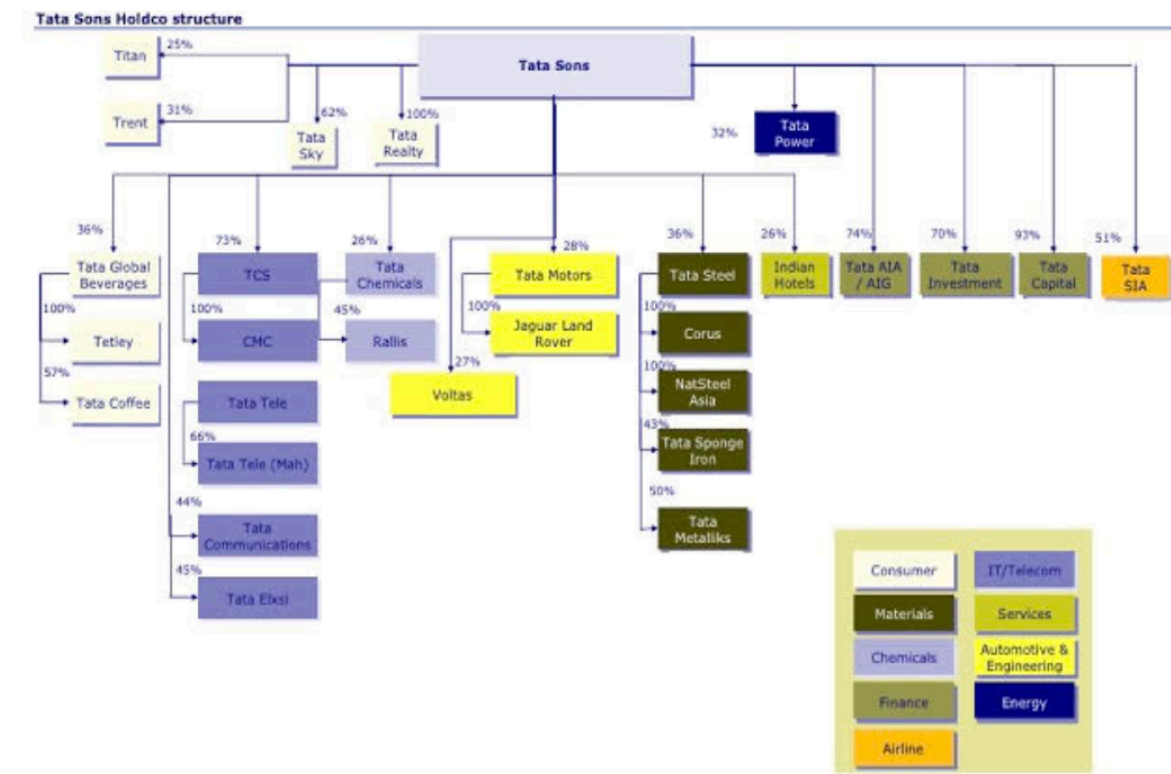 Tata Sons Holdco structure
Titan
25%
Tata Sons
Trent
31%
62%
Tata
Sky
100%
Tata
Realty
32%
Tata
Power
36%
Tata Global
Beverages
100%
Tetley
57%
Tata Coffee
73%
TCS
100%
CMC
Tata Tele
66%
Tata Tele (Mah)
44%
Tata
Communications
45%
Tata Elxsi
26%
Tata
Chemicals
45%
Rallis
28%
Tata Motors
100%
Jaguar Land
Rover
27%
Voltas
36%
Tata Steel
100%
Corus
100%
NatSteel
Asia
43%
Tata Sponge
Iron
50%
Tata
Metalliks
26%
Indian
Hotels
74%
Tata AIA
/ AIG
70%
Tata
Investment
93%
Tata
Capital
51%
Tata
SIA
Consumer
IT/Telecom
Materials
Services
Chemicals
Automotive &
Engineering
Finance
Energy
Airline